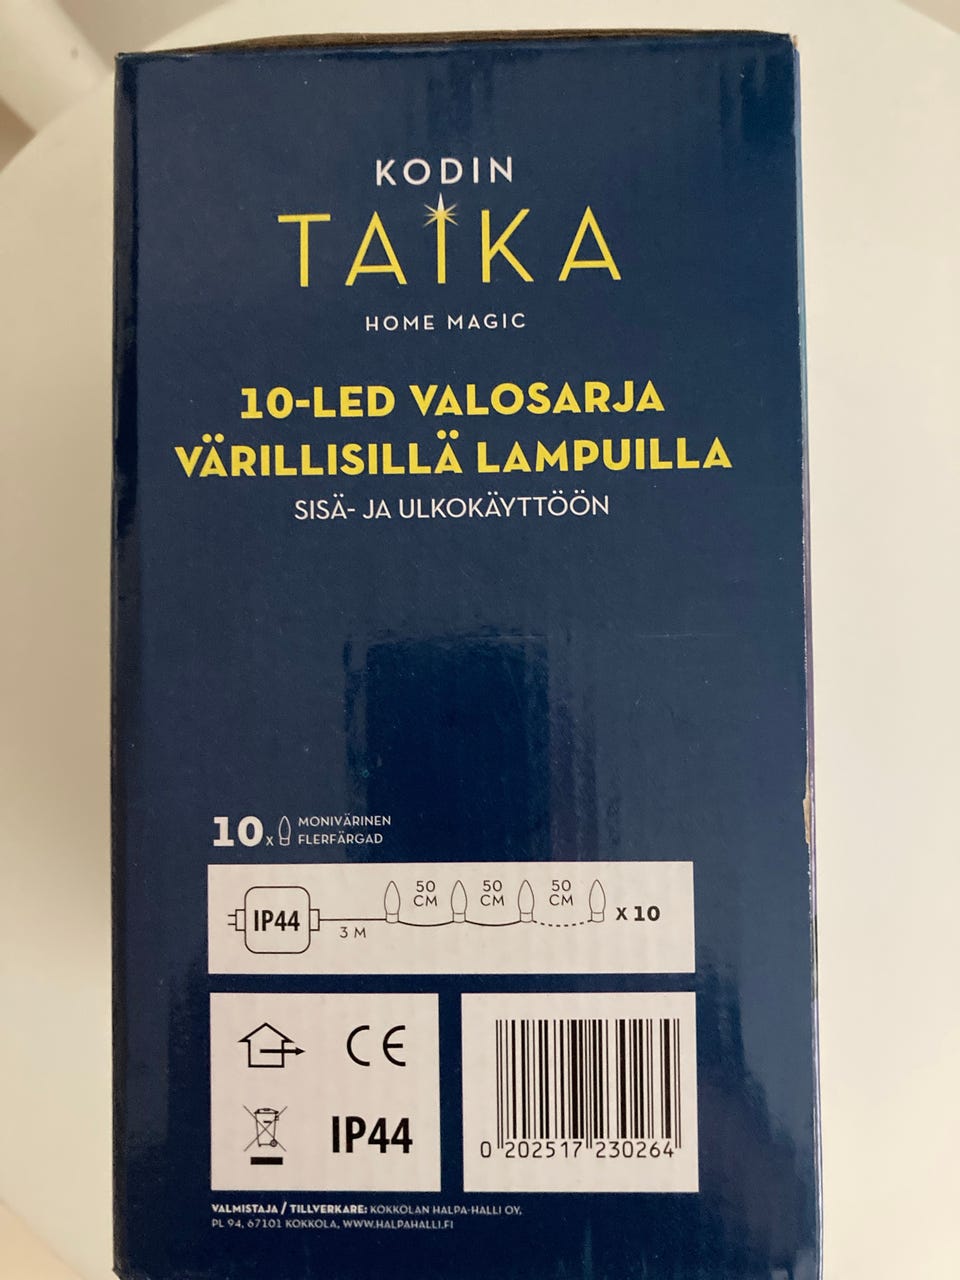 KODIN
TAIKA
HOME MAGIC
10-LED VALOSARJA
VÄRILLISILLÄ LAMPUILLA
SISÄ- JA ULKOKÄYTTÖÖN
10 x MONIVÄRINEN
FLERFÄRGAD
IP44
3 M
50 CM
50 CM
50 CM
X 10
CE
IP44
0 202517 230264
VALMISTAJA / TILLVERKARE: KOKKOLAN HALPA-HALLI OY,
PL 94, 67101 KOKKOLA, WWW.HALPAHALLI.FI